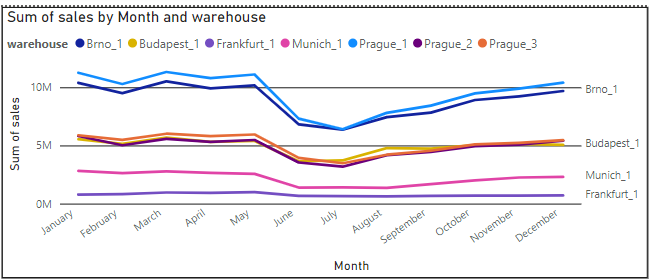 Sum of sales by Month and warehouse
warehouse Brno_1 Budapest_1 Frankfurt_1 Munich_1 Prague_1 Prague_2 Prague_3
Sum of sales
10M
5M
0M
Brno_1
Budapest_1
Munich_1
Frankfurt_1
January February March April May June July August September October November December
Month